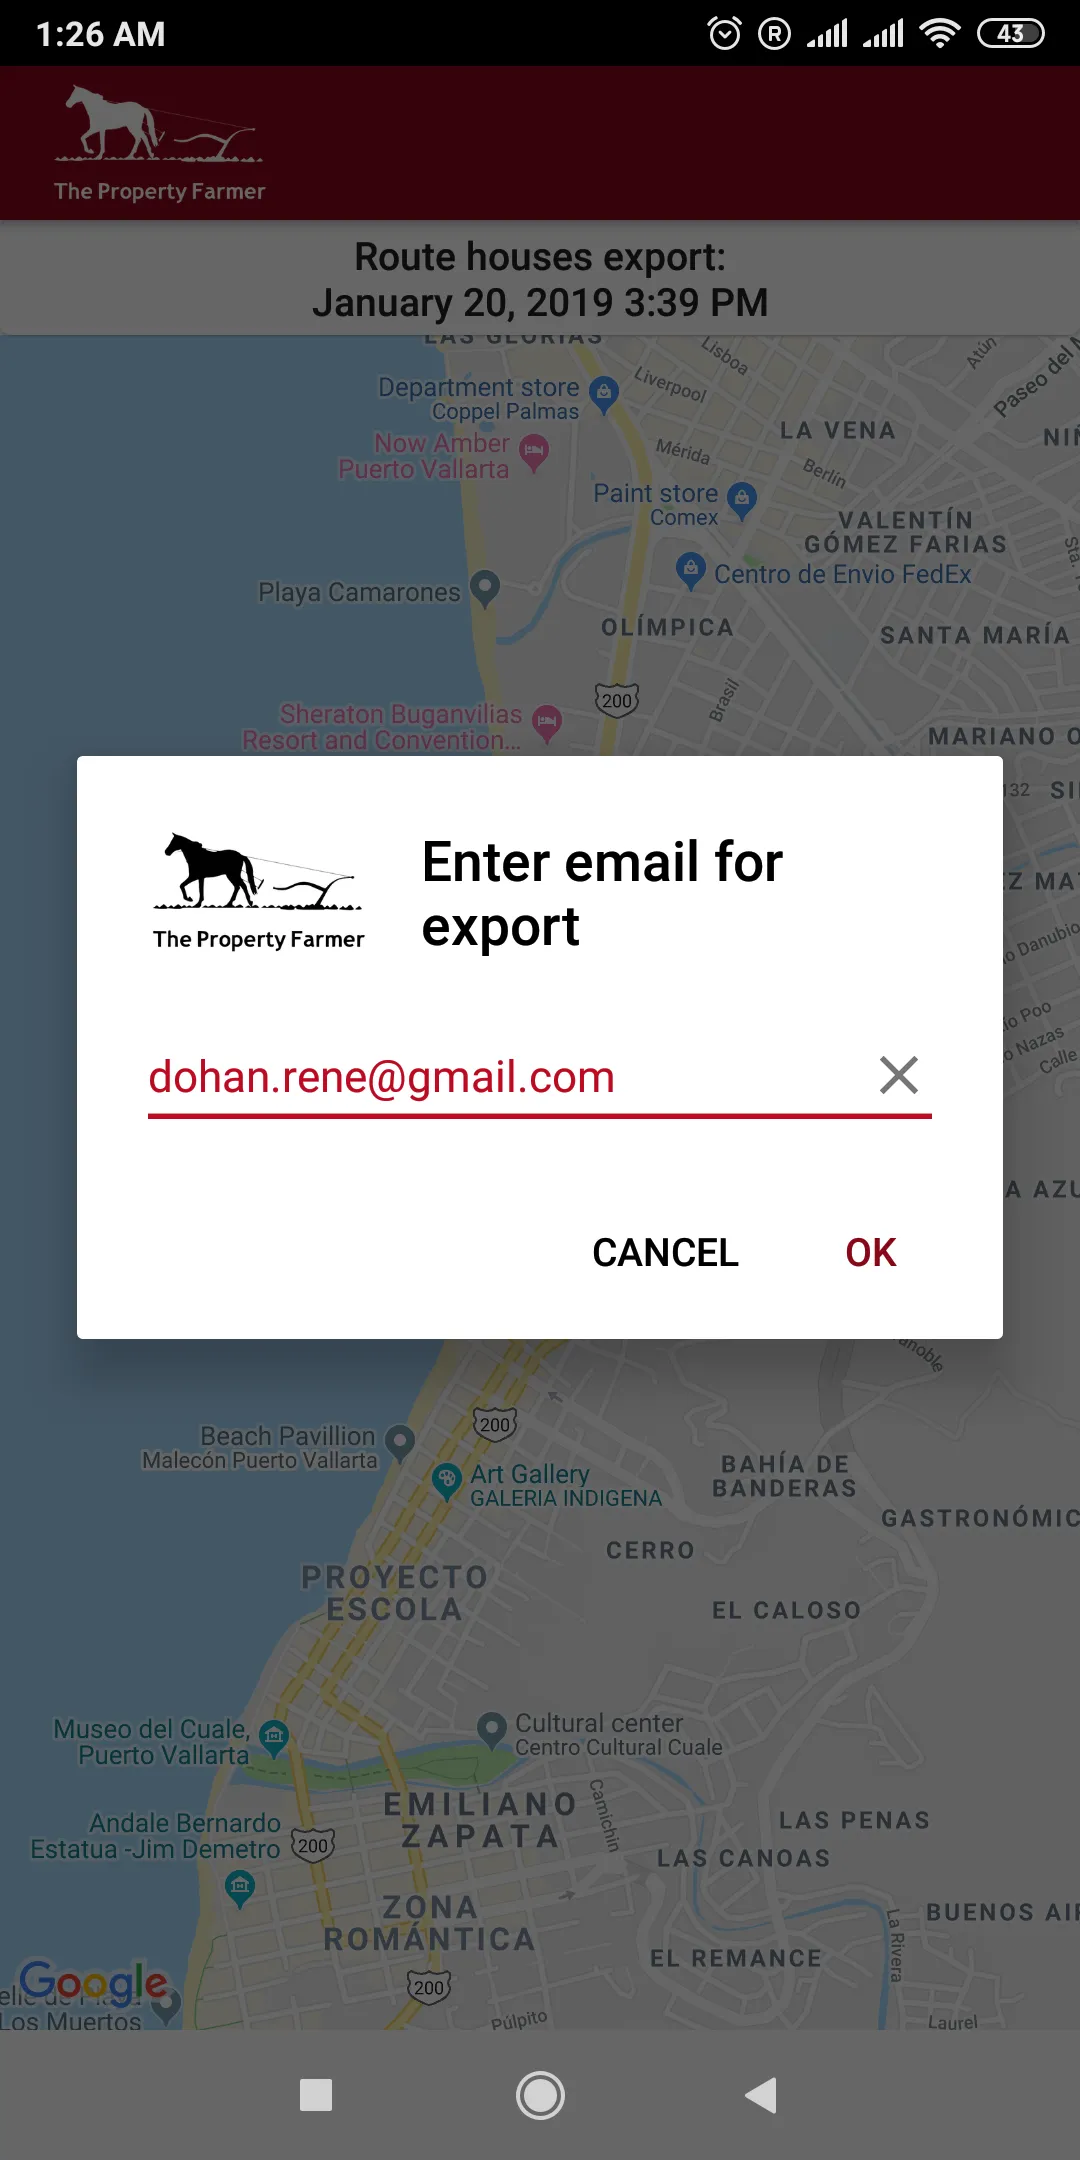 1:26 AM
R
43
The Property Farmer
Route houses export:
January 20, 2019 3:39 PM
LAS GLORIAS
Lisboa
Atún
Department store
Coppel Palmas
Liverpool
Paseo del
Now Amber
Puerto Vallarta
LA VENA
Mérida
Berlín
Paint store
Comex
VALENTÍN
GÓMEZ FARIAS
Sta.
Centro de Envio FedEx
Playa Camarones
OLÍMPICA
SANTA MARÍA
200
Brasil
Sheraton Buganvilias
Resort and Convention...
MARIANO O
132
SI
Enter email for
export
The Property Farmer
EZ MA
o Danubio
ío Poo
o Nazas
Calle
dohan.rene@gmail.com
A AZU
CANCEL
OK
anoble
200
Beach Pavillion
Malecón Puerto Vallarta
Art Gallery
GALERIA INDIGENA
BAHÍA DE
BANDERAS
GASTRONÓMIC
CERRO
PROYECTO
ESCOLA
EL CALOSO
Museo del Cuale,
Puerto Vallarta
Cultural center
Centro Cultural Cuale
Camichin
EMILIANO
ZAPATA
LAS PENAS
Andale Bernardo
Estatua -Jim Demetro
200
LAS CANOAS
ZONA
ROMÁNTICA
BUENOS AI
La Rivera
EL REMANCE
Google
200
Los Muertos
Púlpito
Laurel